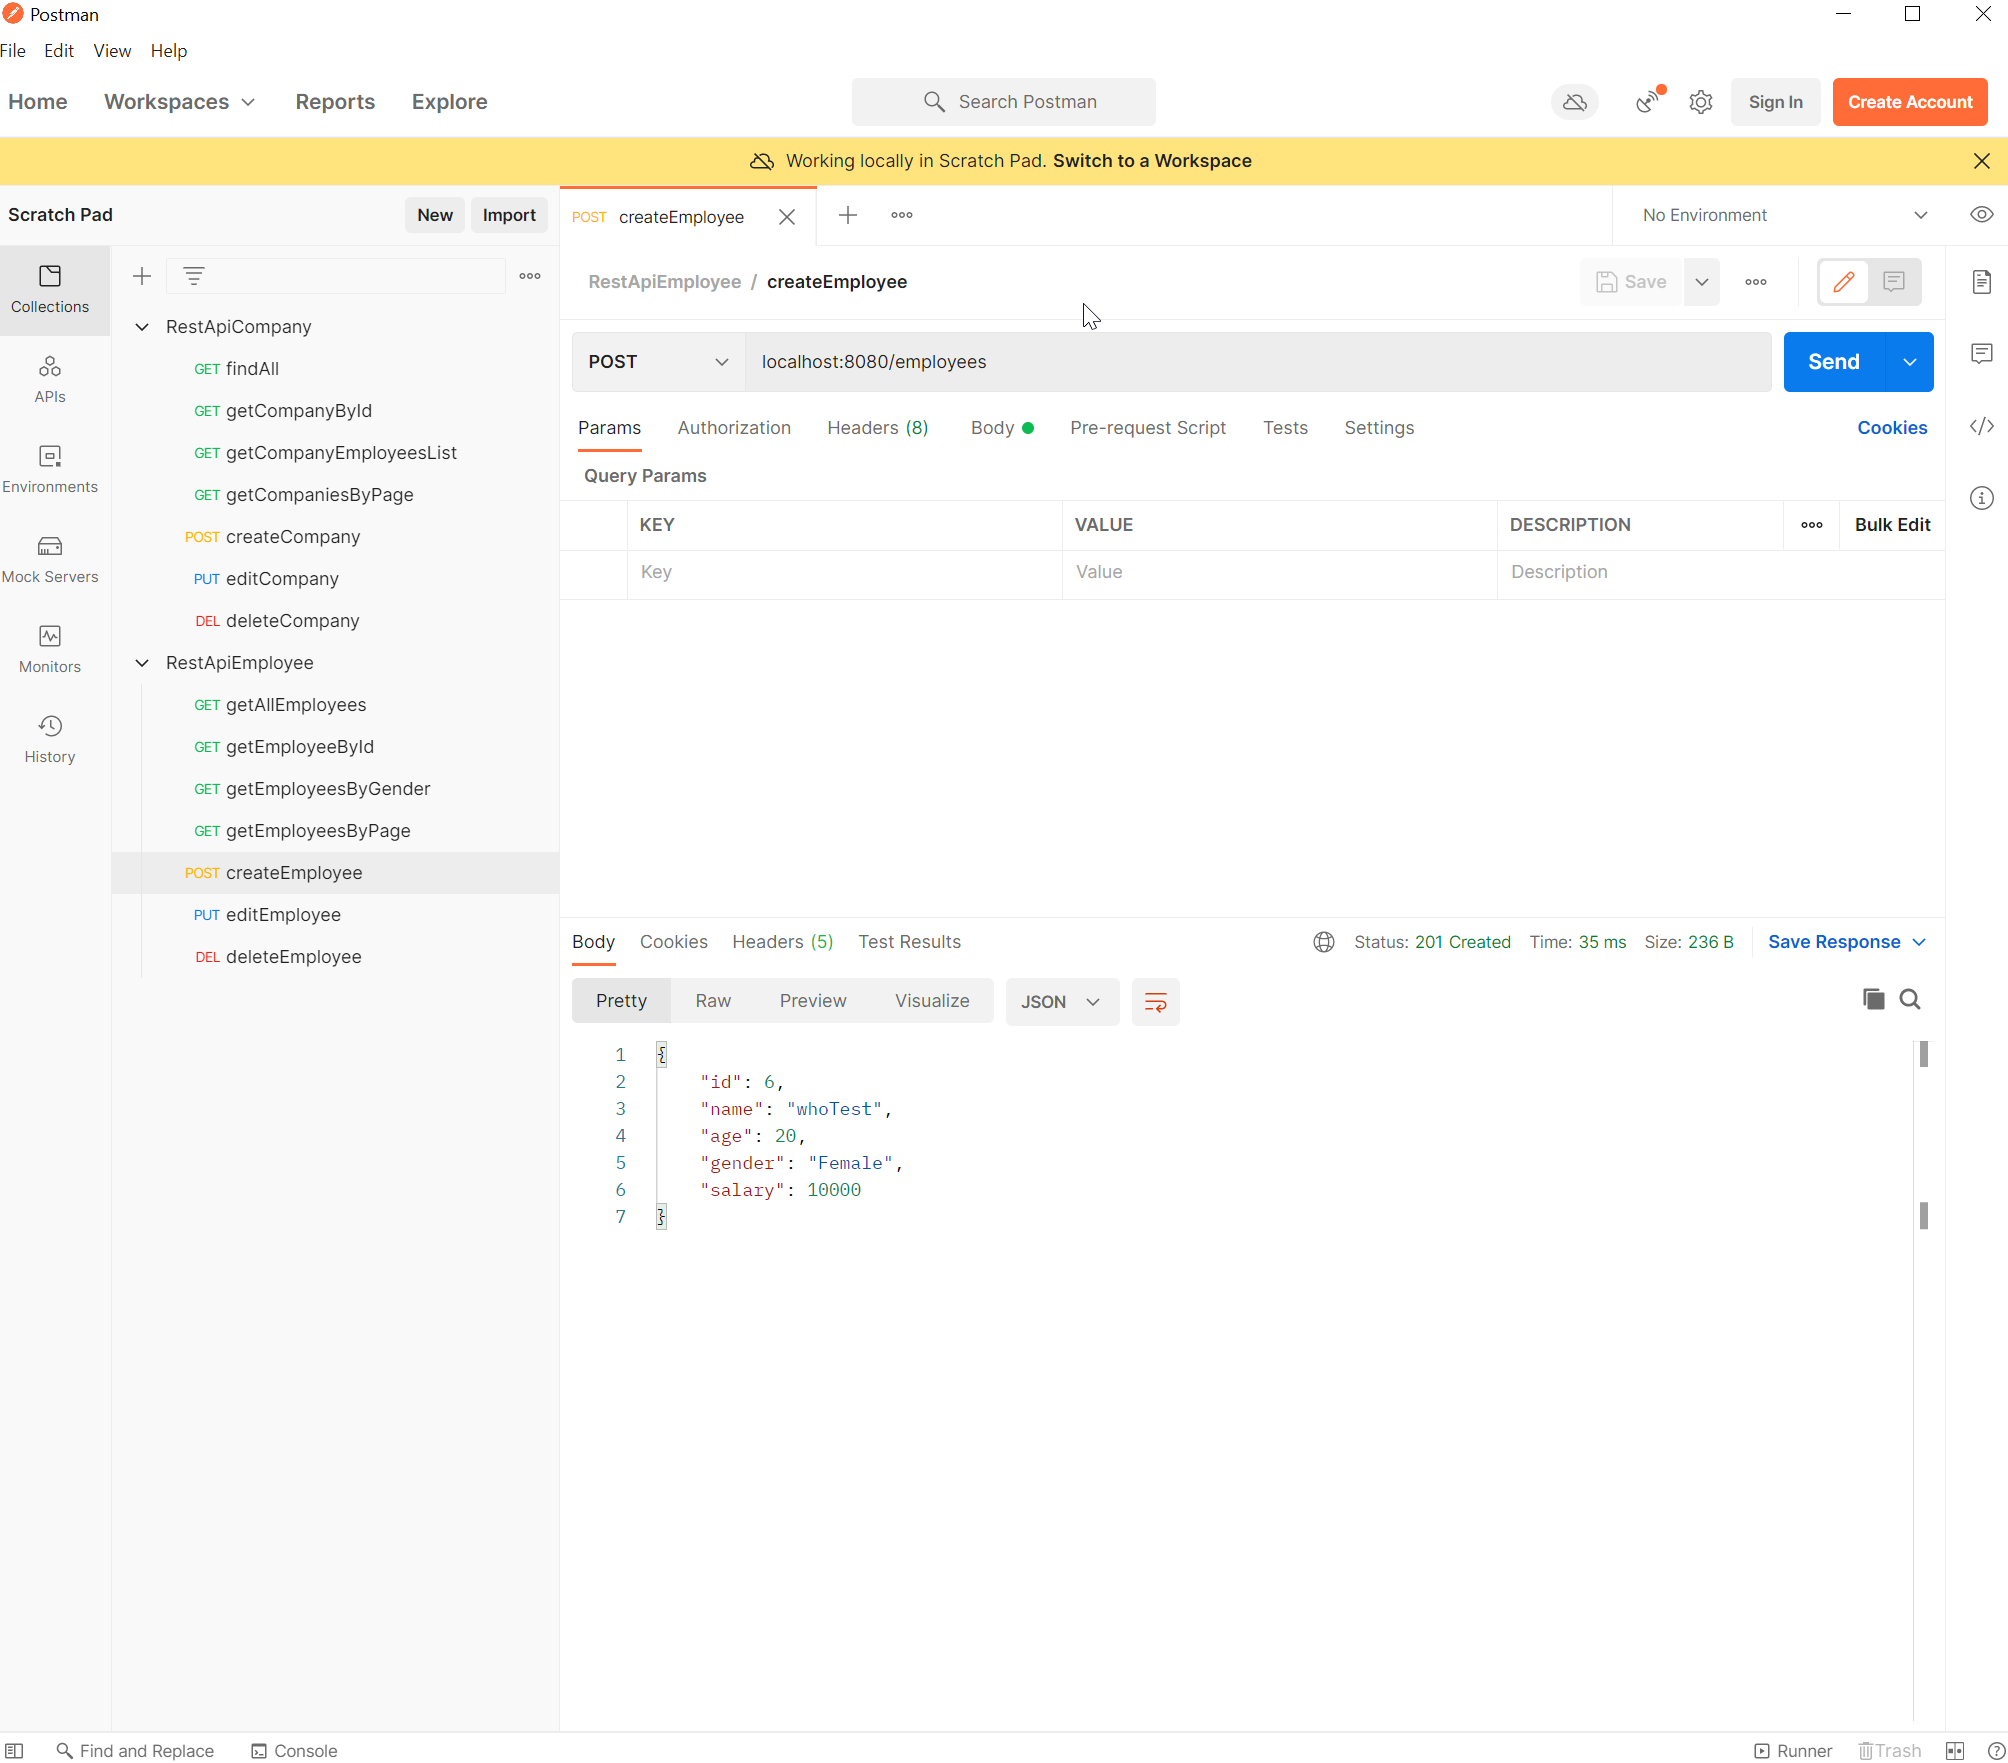 Postman
File Edit View Help
Home Workspaces Reports Explore Search Postman Sign In Create Account
Working locally in Scratch Pad. Switch to a Workspace
Scratch Pad New Import POST createEmployee No Environment
Collections
APIs
Environments
Mock Servers
Monitors
History
RestApiCompany
GET findAll
GET getCompanyById
GET getCompanyEmployeesList
GET getCompaniesByPage
POST createCompany
PUT editCompany
DEL deleteCompany
RestApiEmployee
GET getAllEmployees
GET getEmployeeById
GET getEmployeesByGender
GET getEmployeesByPage
POST createEmployee
PUT editEmployee
DEL deleteEmployee
RestApiEmployee / createEmployee Save
POST localhost:8080/employees Send
Params Authorization Headers (8) Body Pre-request Script Tests Settings Cookies
Query Params
KEY VALUE DESCRIPTION Bulk Edit
Key Value Description
Body Cookies Headers (5) Test Results Status: 201 Created Time: 35 ms Size: 236 B Save Response
Pretty Raw Preview Visualize JSON
1 {
2 "id": 6,
3 "name": "whoTest",
4 "age": 20,
5 "gender": "Female",
6 "salary": 10000
7 }
Find and Replace Console Runner Trash